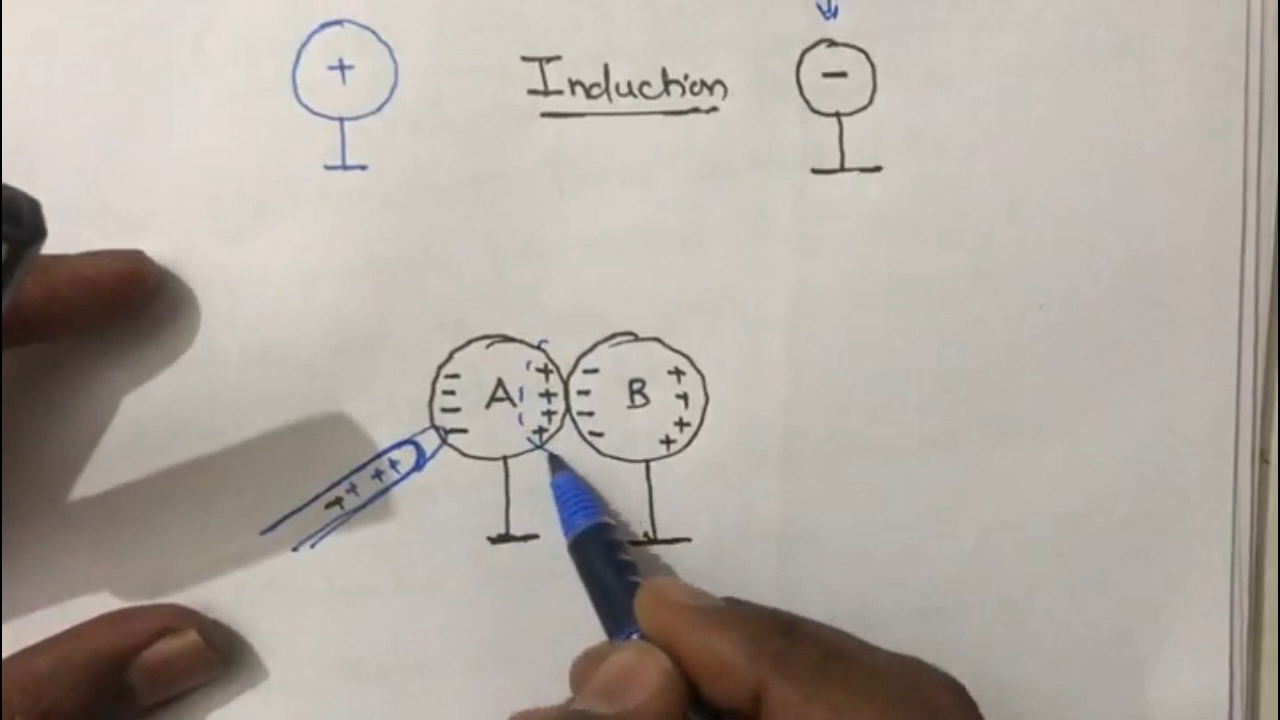 + Induction −
− A + − B +
− + − +
− + − +
− + − +
+ + + +